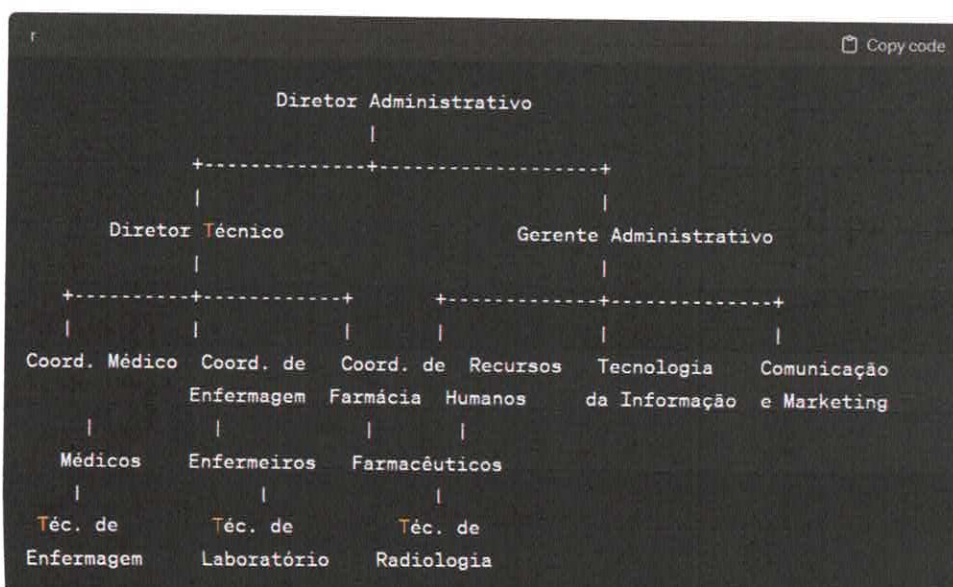 r Copy code
Diretor Administrativo
|
+---------------+--------------------+
| |
Diretor Técnico Gerente Administrativo
| |
+-----------+-------------+ +--------------+---------------+
| | | | | |
Coord. Médico Coord. de Coord. de Recursos Tecnologia Comunicação
Enfermagem Farmácia Humanos da Informação e Marketing
| | | |
Médicos Enfermeiros Farmacêuticos
| | |
Téc. de Téc. de Téc. de
Enfermagem Laboratório Radiologia